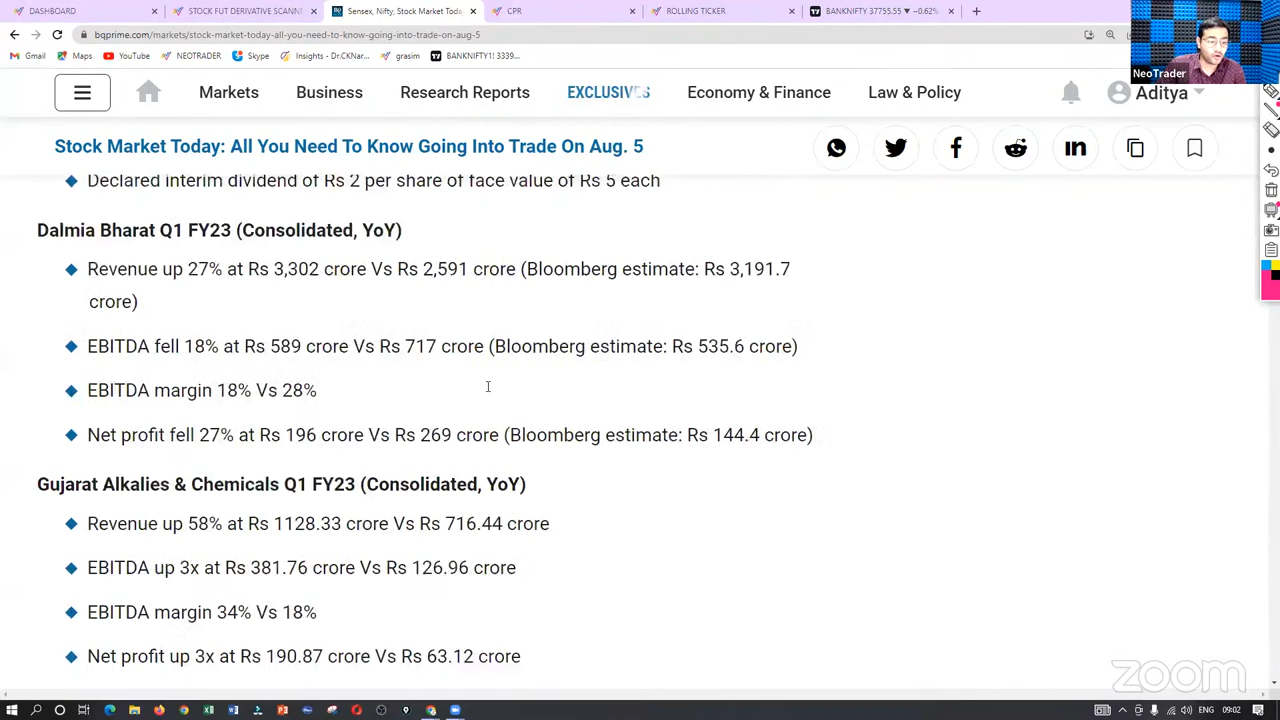 DASHBOARD
STOCK FUT DERIVATIVE SCANN
Sensex, Nifty, Stock Market Toda
CPR
ROLLING TICKER
BANKNIFTY 37755.55 ▼ −0.62%
bqprime.com/markets/stock-market-today-all-you-need-to-know-going-into-trade-on-aug-5
Gmail
Maps
YouTube
NEOTRADER
Skype
Insights - Dr.CKNar...
grasim
BANKNIFTY1! 3339...
NeoTrader
Markets
Business
Research Reports
EXCLUSIVES
Economy & Finance
Law & Policy
Aditya
Stock Market Today: All You Need To Know Going Into Trade On Aug. 5
Declared interim dividend of Rs 2 per share of face value of Rs 5 each
Dalmia Bharat Q1 FY23 (Consolidated, YoY)
Revenue up 27% at Rs 3,302 crore Vs Rs 2,591 crore (Bloomberg estimate: Rs 3,191.7
crore)
EBITDA fell 18% at Rs 589 crore Vs Rs 717 crore (Bloomberg estimate: Rs 535.6 crore)
EBITDA margin 18% Vs 28%
Net profit fell 27% at Rs 196 crore Vs Rs 269 crore (Bloomberg estimate: Rs 144.4 crore)
Gujarat Alkalies & Chemicals Q1 FY23 (Consolidated, YoY)
Revenue up 58% at Rs 1128.33 crore Vs Rs 716.44 crore
EBITDA up 3x at Rs 381.76 crore Vs Rs 126.96 crore
EBITDA margin 34% Vs 18%
Net profit up 3x at Rs 190.87 crore Vs Rs 63.12 crore
zoom
ENG
09:02